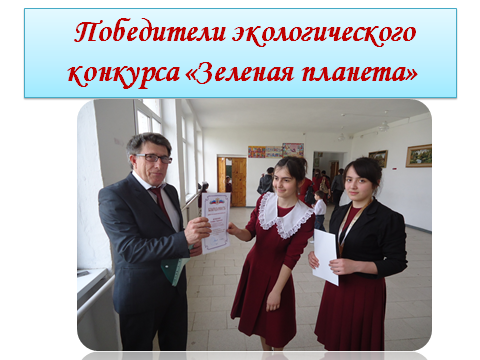 Победители экологического
конкурса «Зеленая планета»